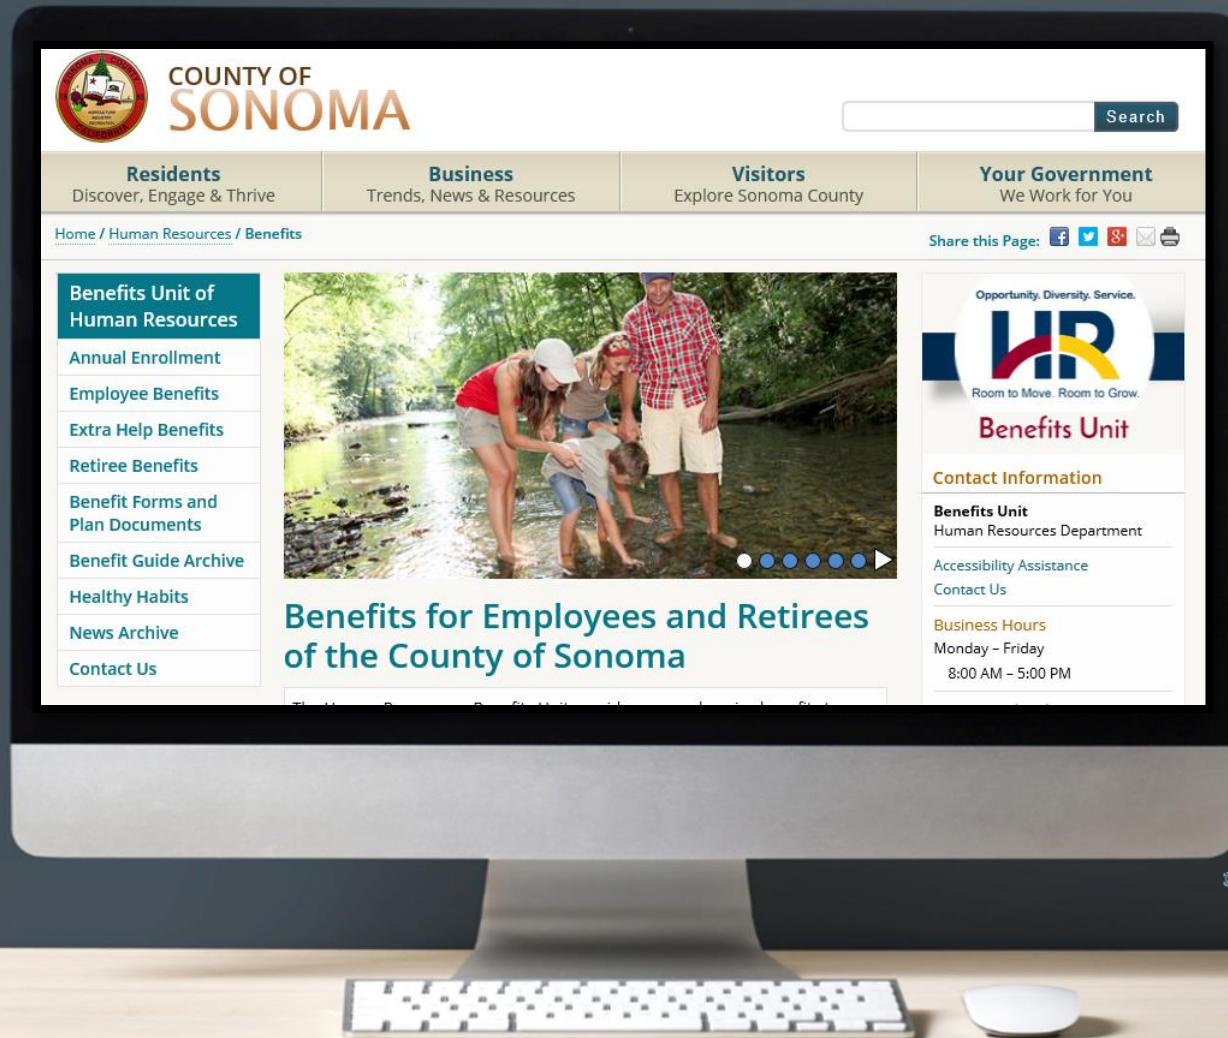 COUNTY OF
SONOMA
Search
Residents
Discover, Engage & Thrive
Business
Trends, News & Resources
Visitors
Explore Sonoma County
Your Government
We Work for You
Home / Human Resources / Benefits
Share this Page:
Benefits Unit of
Human Resources
Annual Enrollment
Employee Benefits
Extra Help Benefits
Retiree Benefits
Benefit Forms and
Plan Documents
Benefit Guide Archive
Healthy Habits
News Archive
Contact Us
Benefits for Employees and Retirees
of the County of Sonoma
Opportunity. Diversity. Service.
HR
Room to Move. Room to Grow.
Benefits Unit
Contact Information
Benefits Unit
Human Resources Department
Accessibility Assistance
Contact Us
Business Hours
Monday – Friday
8:00 AM – 5:00 PM